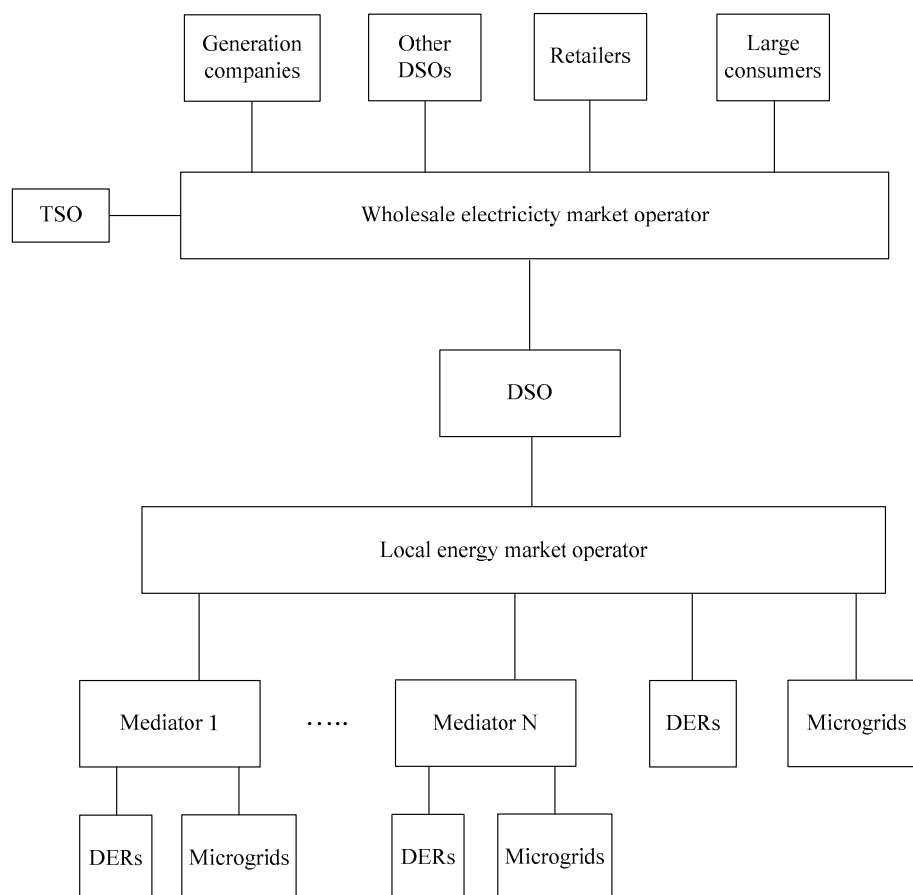 Generation
companies
Other
DSOs
Retailers
Large
consumers
TSO
Wholesale electricicty market operator
DSO
Local energy market operator
Mediator 1
.....
Mediator N
DERs
Microgrids
DERs
Microgrids
DERs
Microgrids